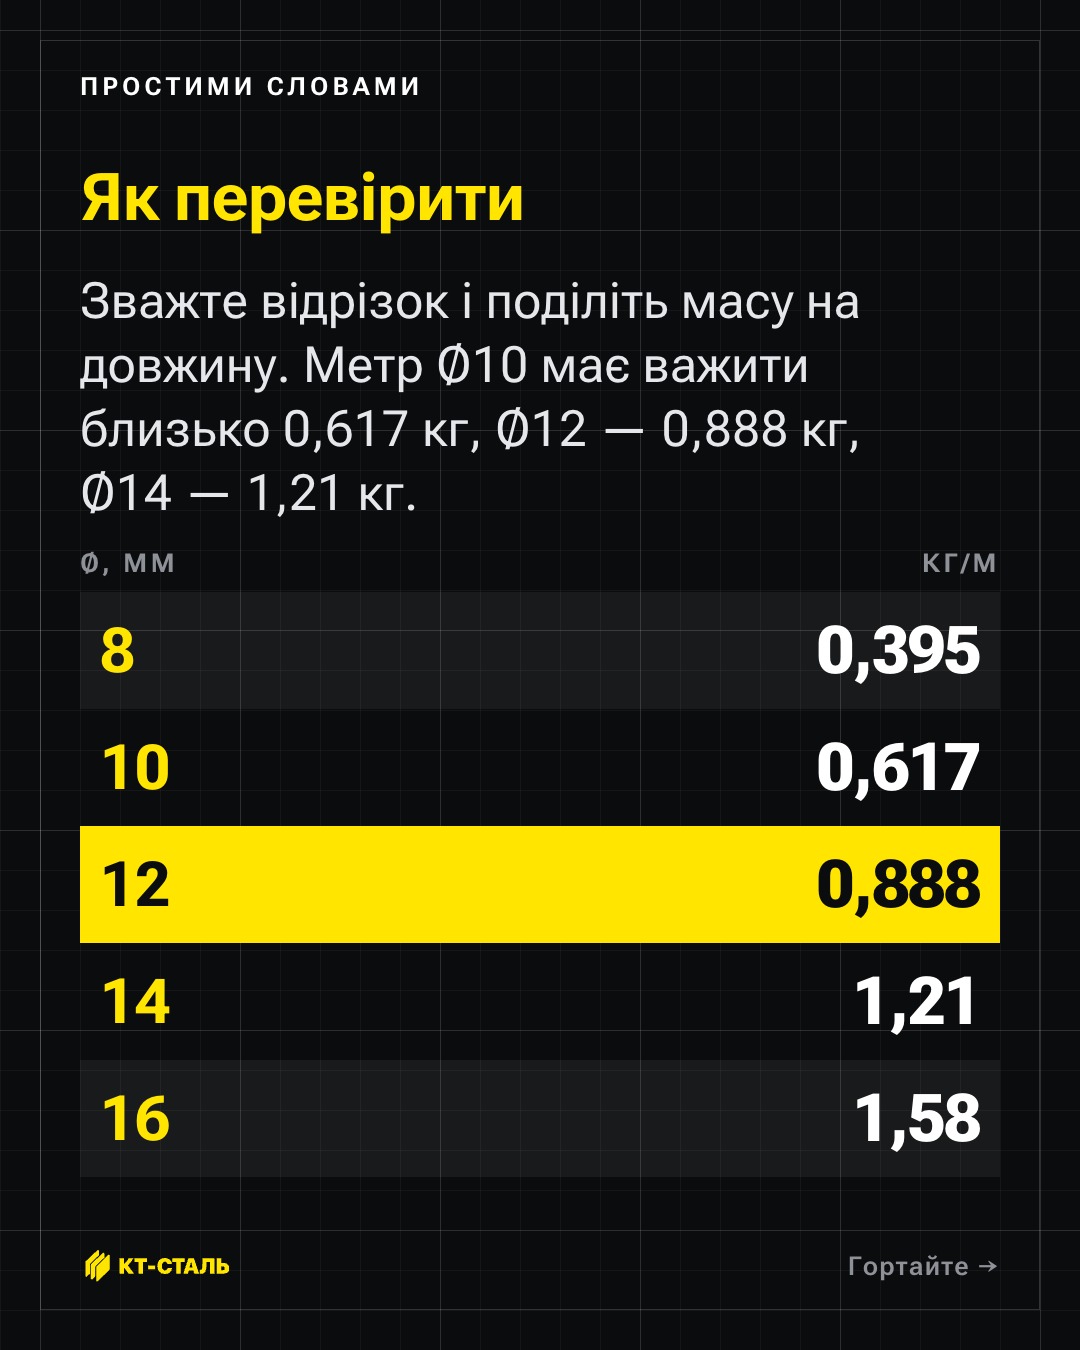 ПРОСТИМИ СЛОВАМИ
Як перевірити
Зважте відрізок і поділіть масу на
довжину. Метр Ø10 має важити
близько 0,617 кг, Ø12 — 0,888 кг,
Ø14 — 1,21 кг.
Ø, ММ КГ/М
8 0,395
10 0,617
12 0,888
14 1,21
16 1,58
КТ-СТАЛЬ Гортайте →